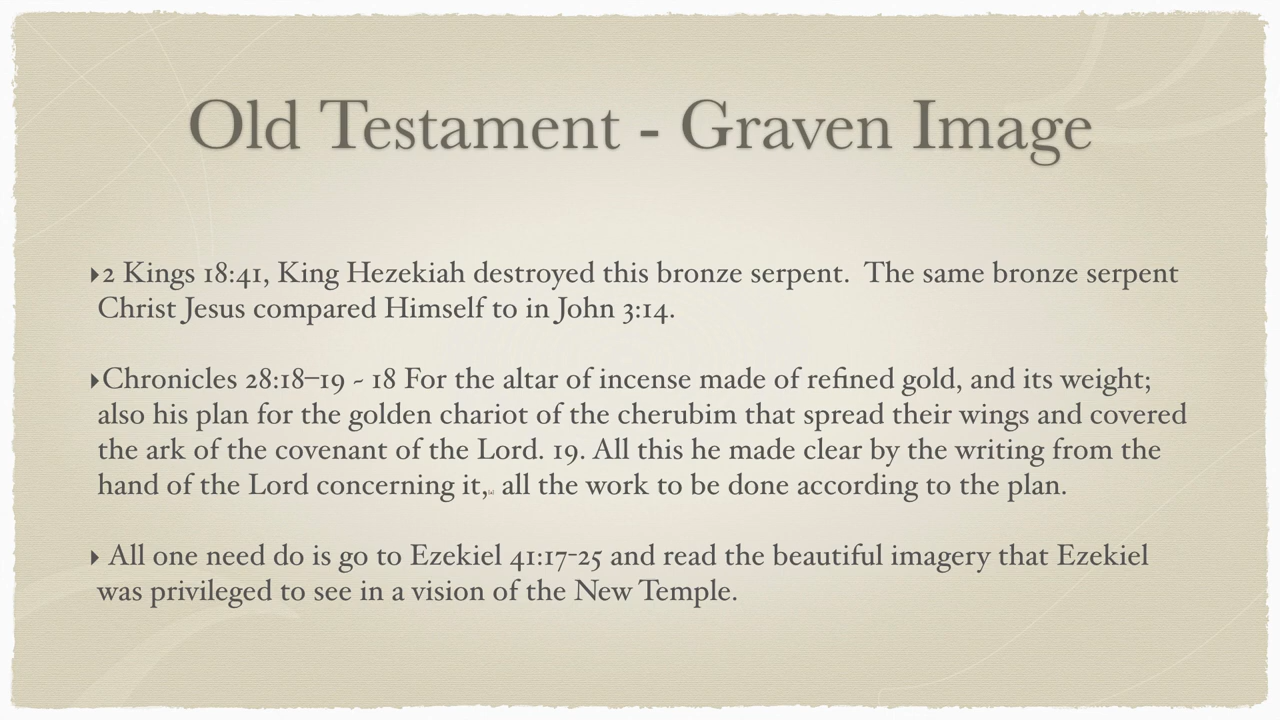 Old Testament - Graven Image
▸2 Kings 18:41, King Hezekiah destroyed this bronze serpent.  The same bronze serpent
Christ Jesus compared Himself to in John 3:14.
▸Chronicles 28:18–19 ~ 18 For the altar of incense made of refined gold, and its weight;
also his plan for the golden chariot of the cherubim that spread their wings and covered
the ark of the covenant of the Lord. 19. All this he made clear by the writing from the
hand of the Lord concerning it, all the work to be done according to the plan.
▸ All one need do is go to Ezekiel 41:17-25 and read the beautiful imagery that Ezekiel
was privileged to see in a vision of the New Temple.